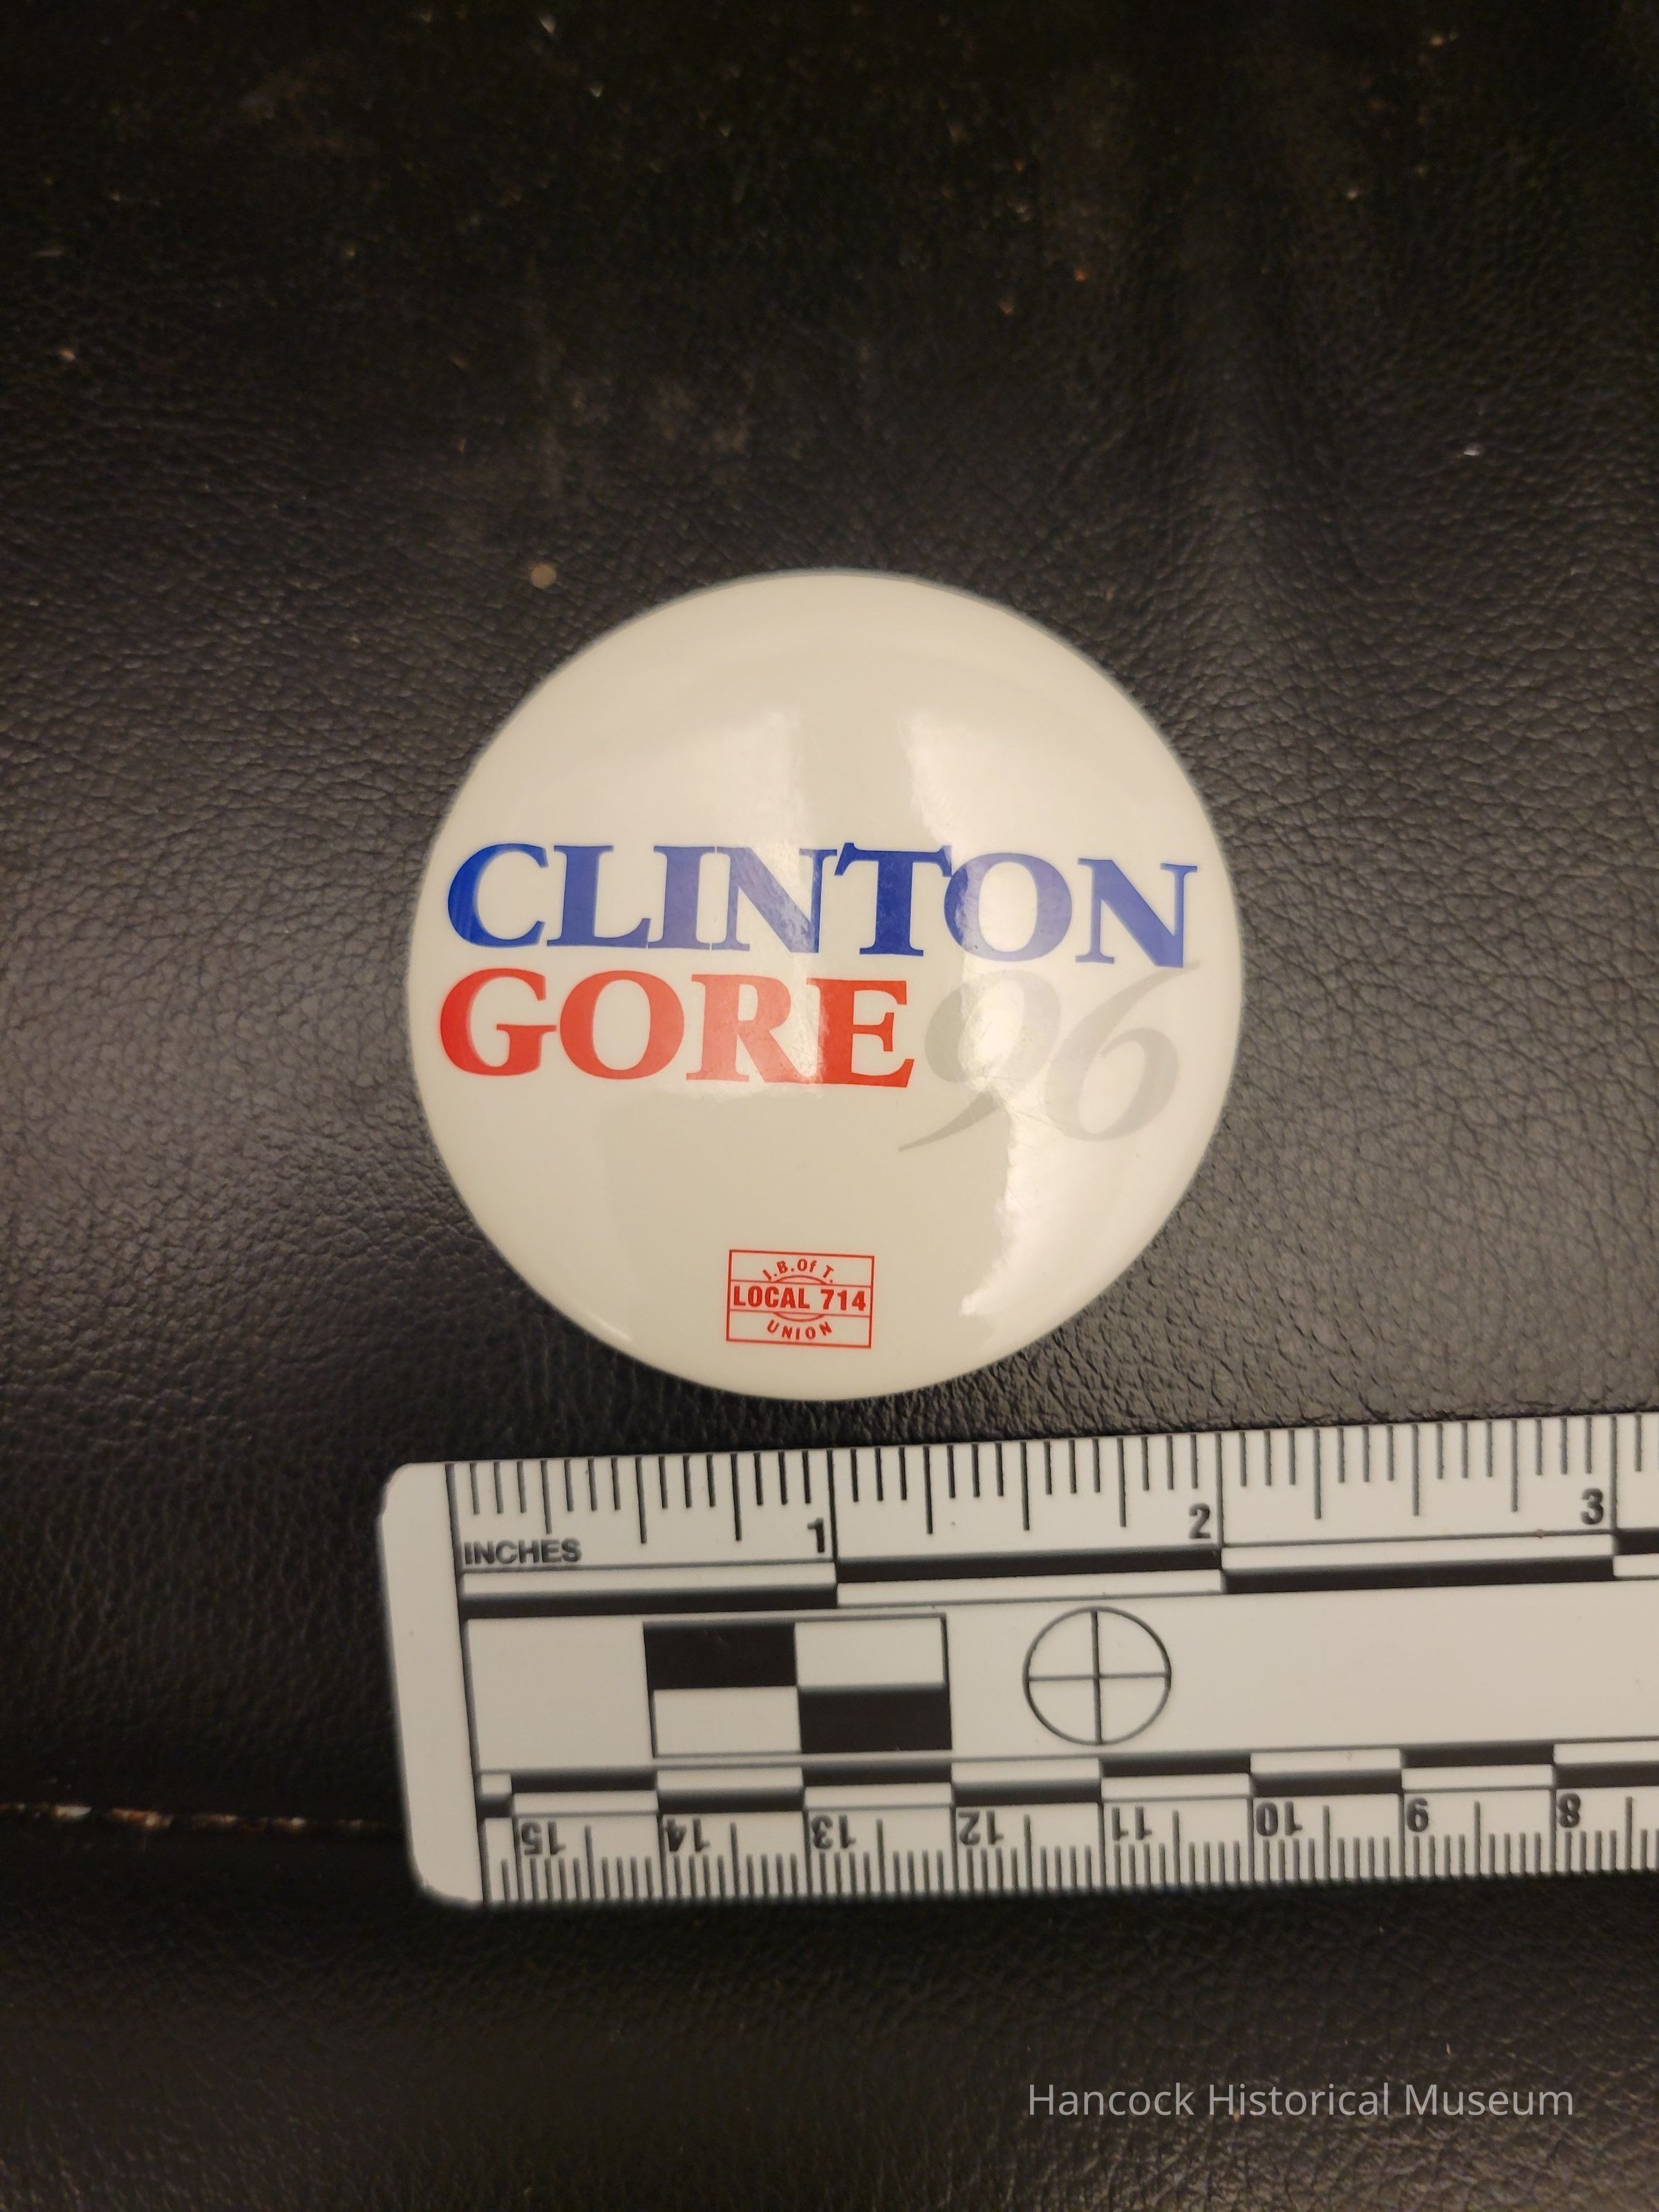 CLINTON
GORE 96
I.B.Of T.
LOCAL 714
UNION
1 2 3
INCHES
15 14 13 12 11 10 9 8
Hancock Historical Museum